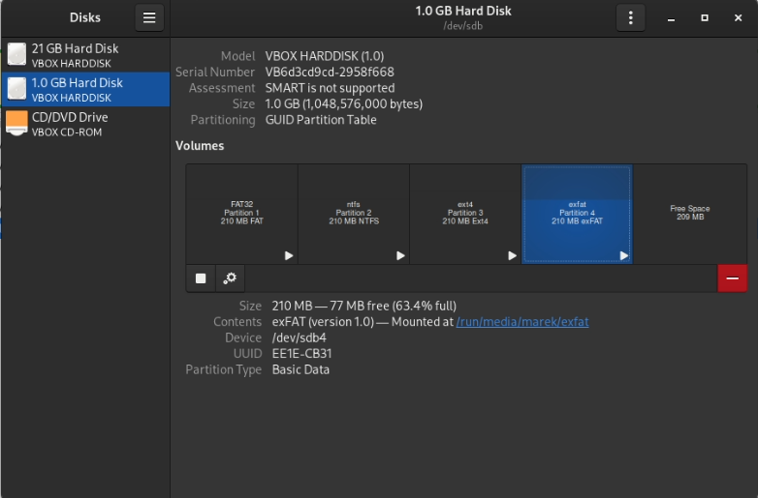 Disks
1.0 GB Hard Disk
/dev/sdb
21 GB Hard Disk
VBOX HARDDISK
1.0 GB Hard Disk
VBOX HARDDISK
CD/DVD Drive
VBOX CD-ROM
Model VBOX HARDDISK (1.0)
Serial Number VB6d3cd9cd-2958f668
Assessment SMART is not supported
Size 1.0 GB (1,048,576,000 bytes)
Partitioning GUID Partition Table
Volumes
FAT32
Partition 1
210 MB FAT
ntfs
Partition 2
210 MB NTFS
ext4
Partition 3
210 MB Ext4
exfat
Partition 4
210 MB exFAT
Free Space
209 MB
Size 210 MB — 77 MB free (63.4% full)
Contents exFAT (version 1.0) — Mounted at /run/media/marek/exfat
Device /dev/sdb4
UUID EE1E-CB31
Partition Type Basic Data